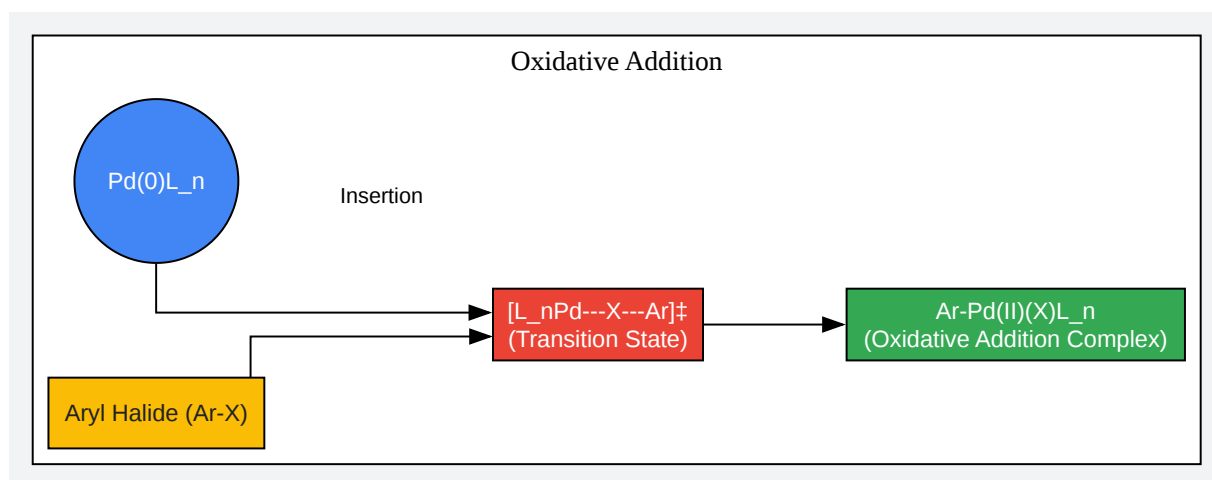 Oxidative Addition
Pd(0)L_n
Insertion
[L_nPd---X---Ar]‡
(Transition State)
Ar-Pd(II)(X)L_n
(Oxidative Addition Complex)
Aryl Halide (Ar-X)